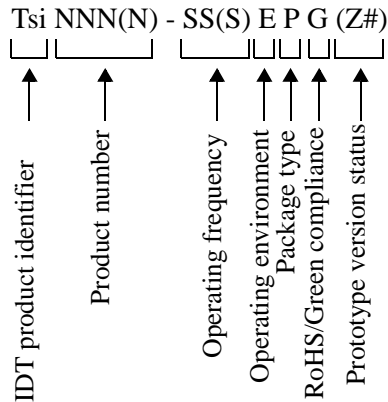 Tsi NNN(N) - SS(S) E P G (Z#)
IDT product identifier
Product number
Operating frequency
Operating environment
Package type
RoHS/Green compliance
Prototype version status